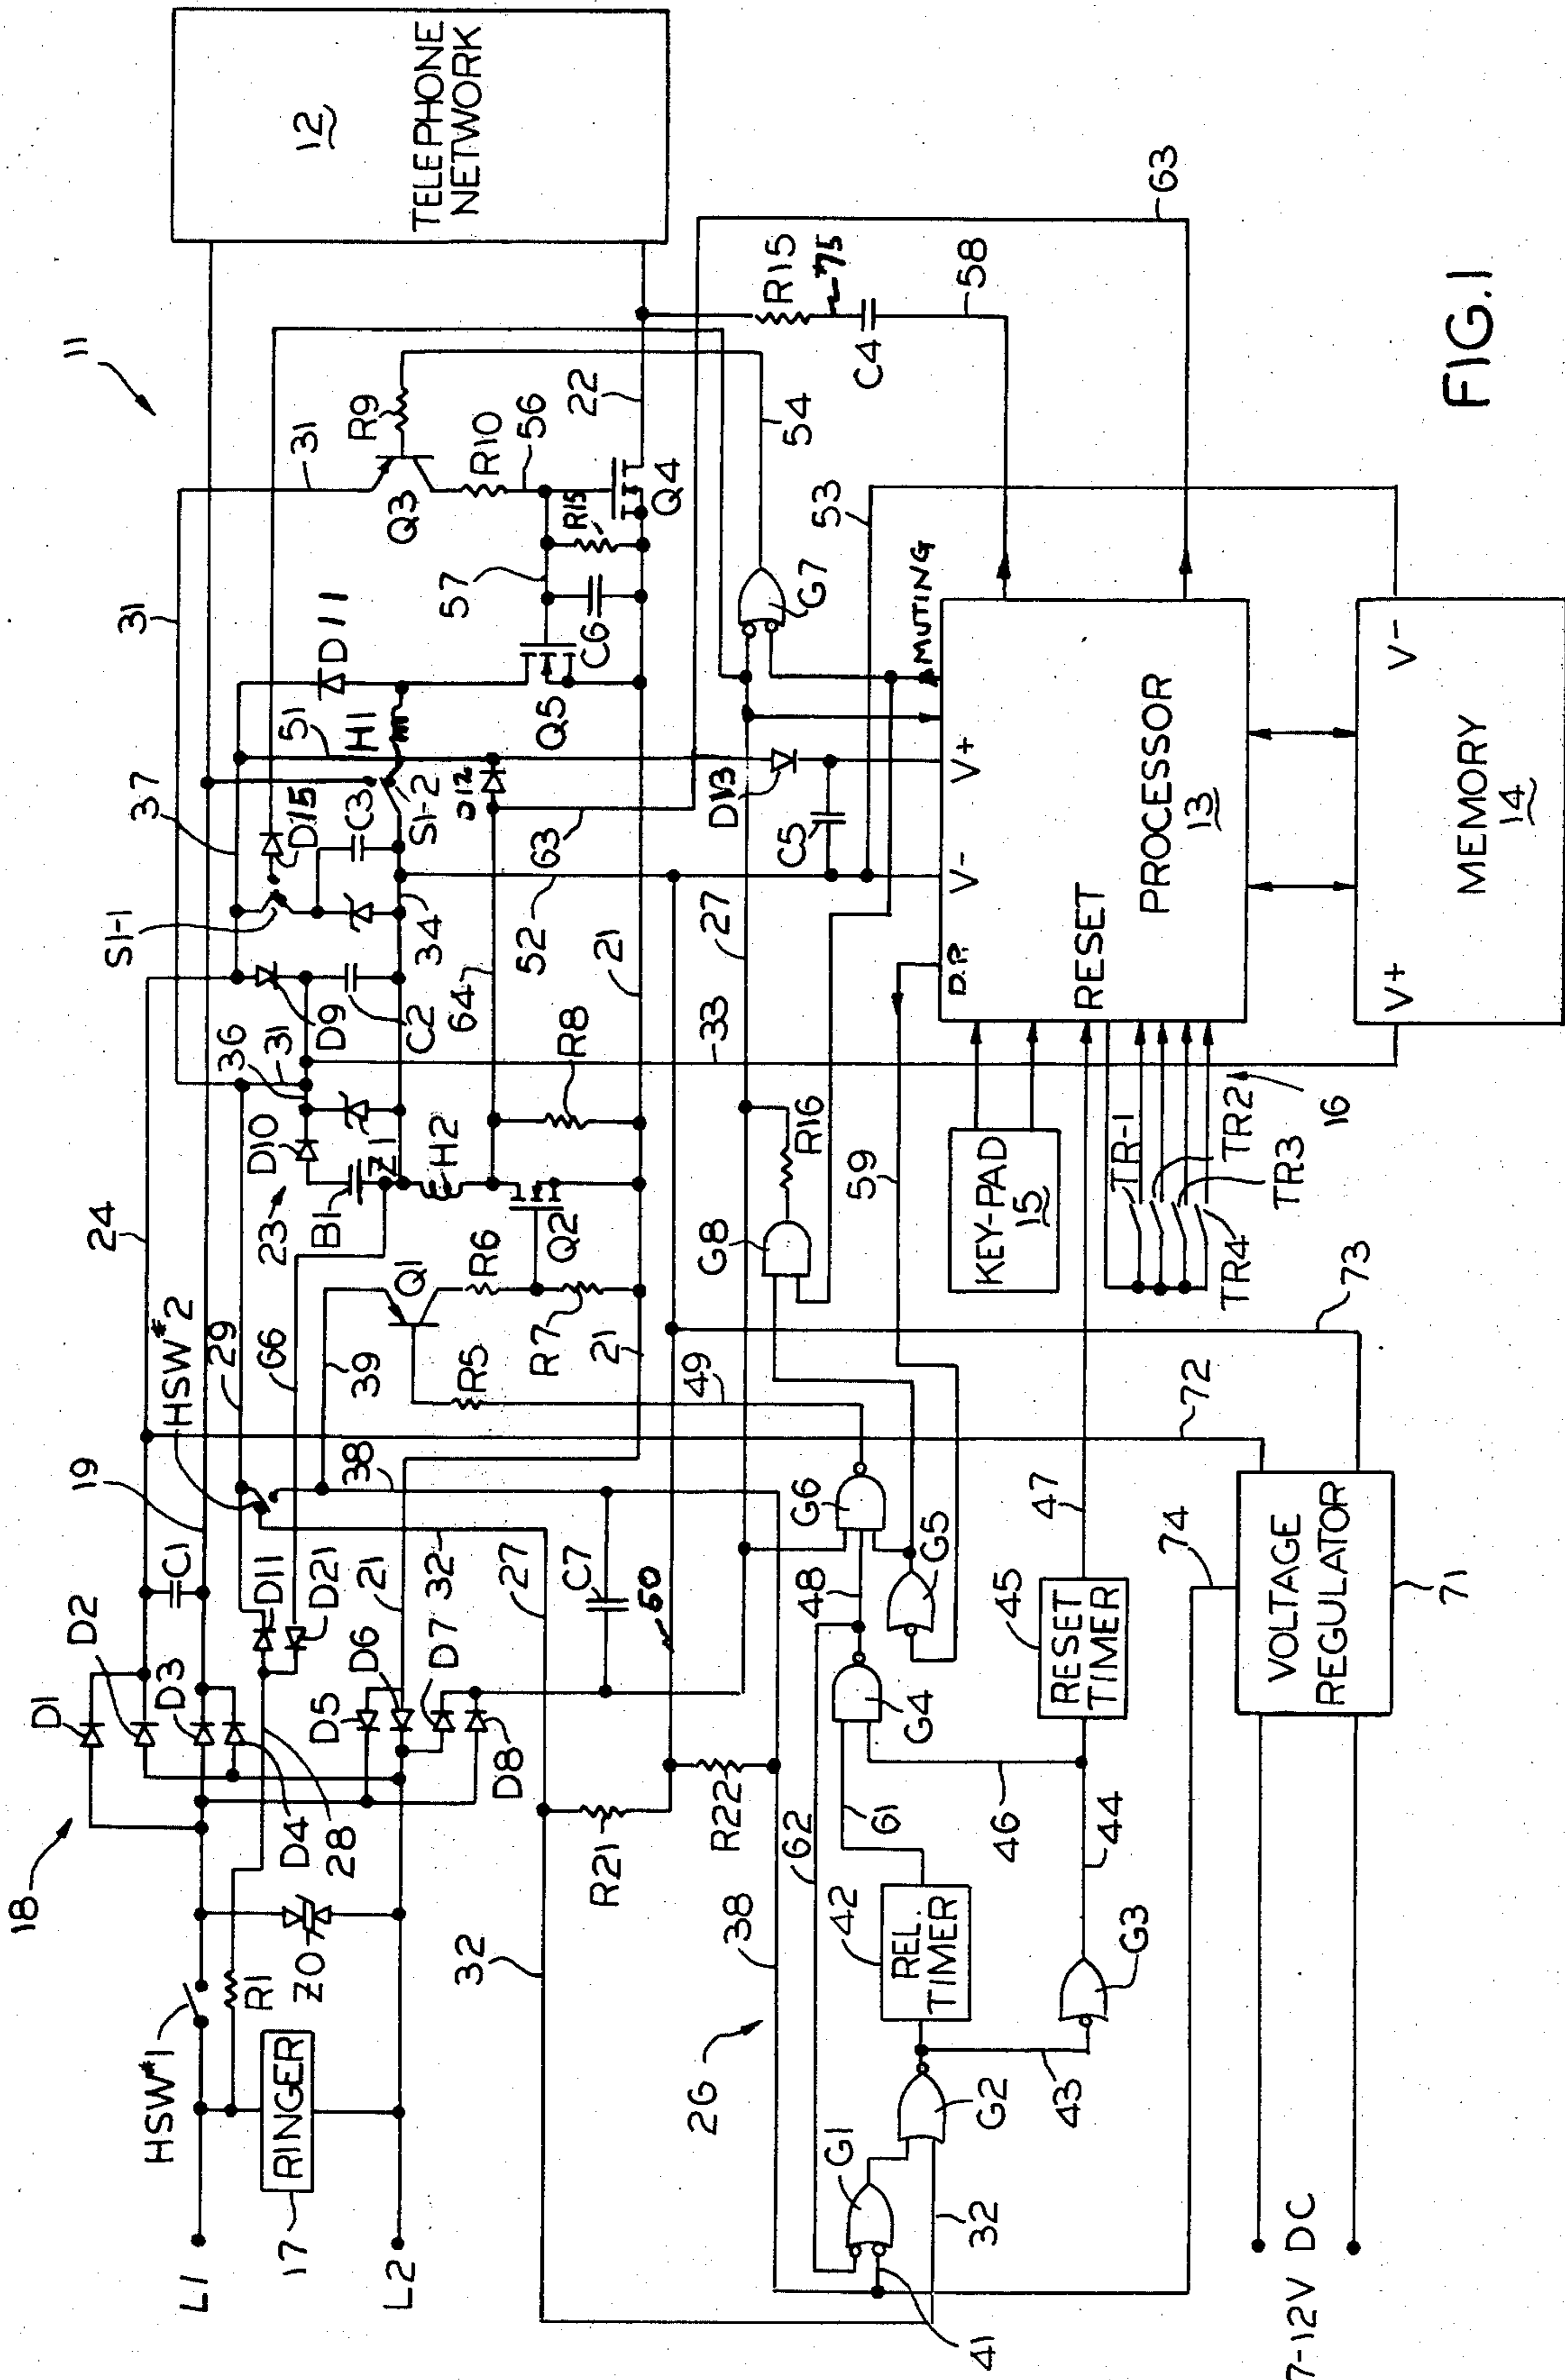 11
12
TELEPHONE
NETWORK
18
D1
D2
D3
D4
C1
19
24
HSW#2
29
66
D11
D21
28
HSW#1
R1
RINGER
17
L1
L2
Z0
D5
D6
D7
D8
21
32
27
C7
50
38
39
Q1
R5
R6
R7
Q2
21
49
23
D10
B1
Z1
H2
36
31
D9
C2
64
R8
33
34
52
21
S1-1
37
D15
C3
S1-2
51
H1
D12
63
D11
31
31
Q3
R9
R10
56
57
R15
C6
Q5
Q4
22
54
R15
#75
C4
58
63
53
G7
MUTING
D13
C5
27
V+
V-
D.P.
RESET
PROCESSOR
13
MEMORY
14
V-
V+
KEY-PAD
15
TR-1
TR2
TR3
TR4
16
G8
R16
59
73
72
G6
G5
48
G4
47
45
RESET
TIMER
74
VOLTAGE
REGULATOR
71
R21
R22
62
61
46
44
32
38
42
REL.
TIMER
G3
26
G1
G2
43
32
41
7-12V DC
FIG.1